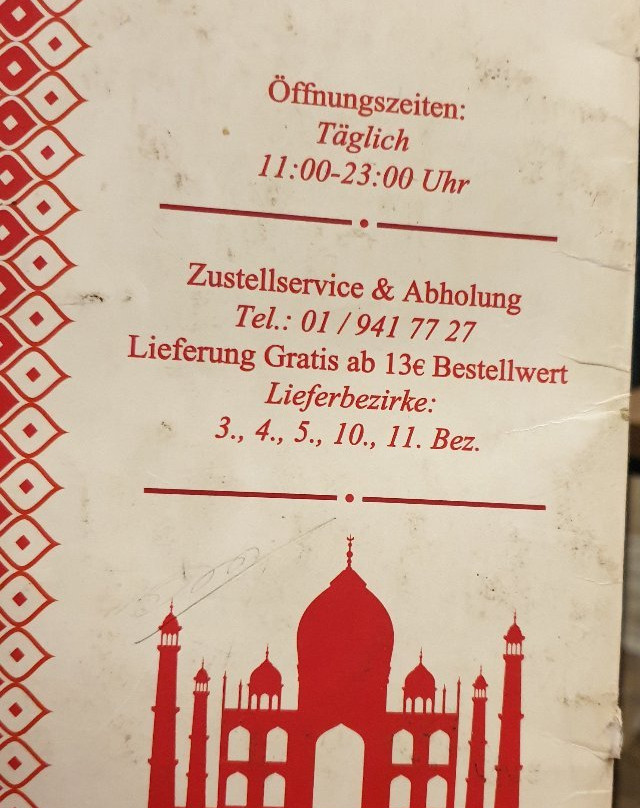 Öffnungszeiten:
Täglich
11:00-23:00 Uhr
Zustellservice & Abholung
Tel.: 01 / 941 77 27
Lieferung Gratis ab 13€ Bestellwert
Lieferbezirke:
3., 4., 5., 10., 11. Bez.